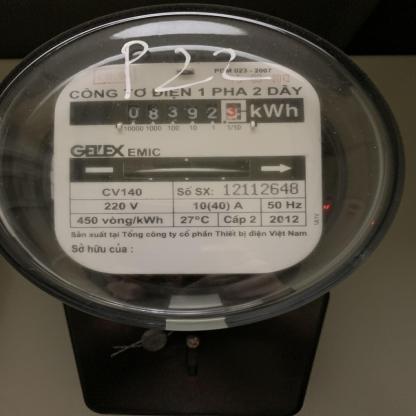 P22
PĐM 023 - 2007
CÔNG TƠ ĐIỆN 1 PHA 2 DÂY
0 8 3 9 2 3 kWh
10000 1000 100 10 1 1/10
GELEX EMIC
CV140 Số SX: 12112648
220 V 10(40) A 50 Hz
450 vòng/kWh 27°C Cấp 2 2012
Sản xuất tại Tổng công ty cổ phần Thiết bị điện Việt Nam
Sở hữu của :